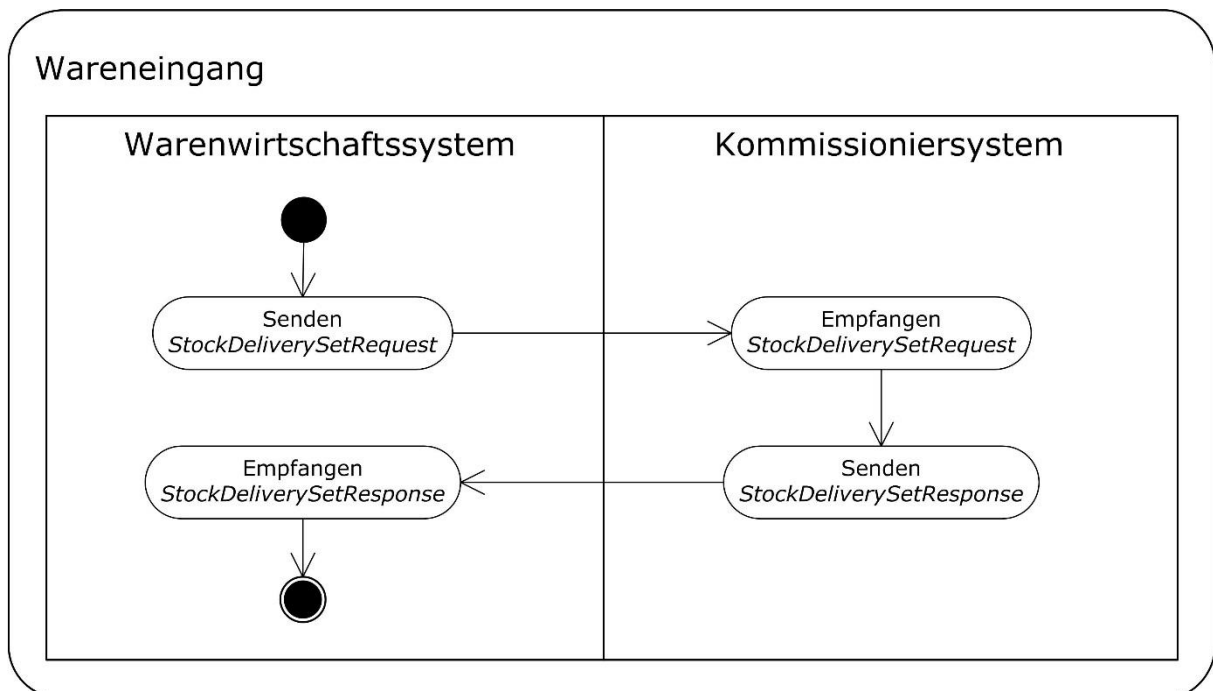 Wareneingang
Warenwirtschaftssystem
Kommissioniersystem
Senden
StockDeliverySetRequest
Empfangen
StockDeliverySetRequest
Empfangen
StockDeliverySetResponse
Senden
StockDeliverySetResponse